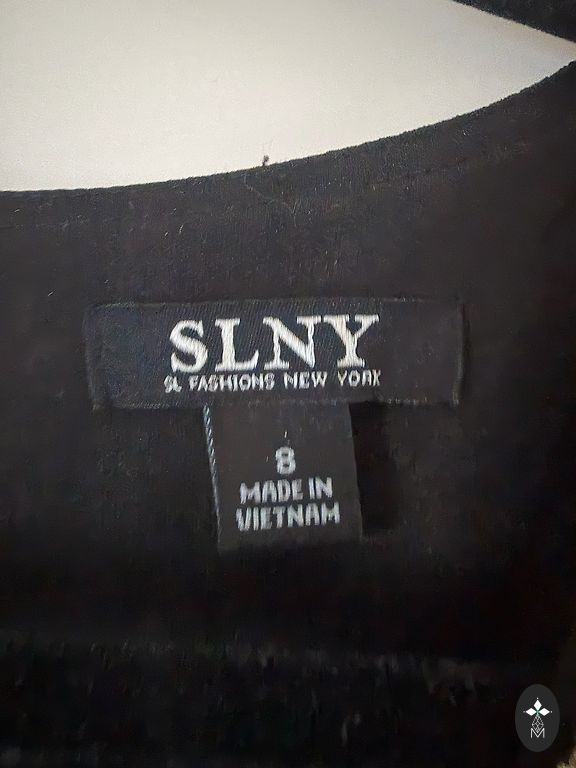 SLNY
SL FASHIONS NEW YORK
8
MADE IN
VIETNAM
M